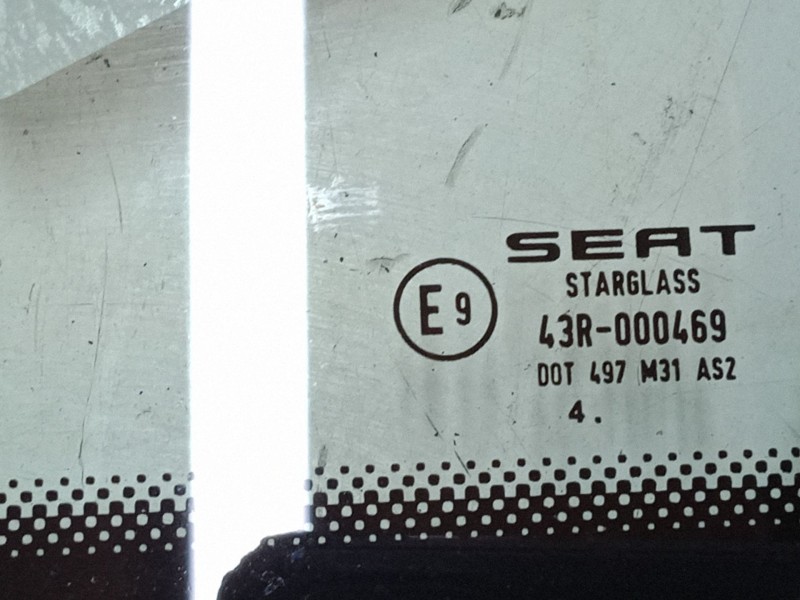 SEAT
STARGLASS
E9
43R-000469
DOT 497 M31 AS2
4.